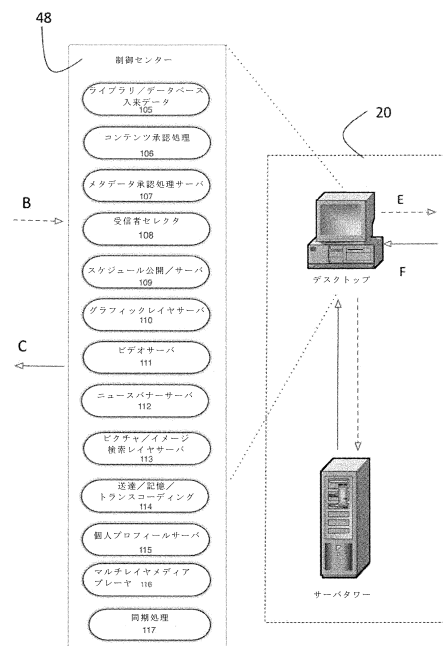 48
制御センター
ライブラリ／データベース
入来データ
105
コンテンツ承認処理
106
メタデータ承認処理サーバ
107
受信者セレクタ
108
スケジュール公開／サーバ
109
グラフィックレイヤサーバ
110
ビデオサーバ
111
ニュースバナーサーバ
112
ピクチャ／イメージ
検索レイヤサーバ
113
送達／記憶／
トランスコーディング
114
個人プロフィールサーバ
115
マルチレイヤメディア
プレーヤ 116
同期処理
117
B
C
20
E
F
デスクトップ
サーバタワー